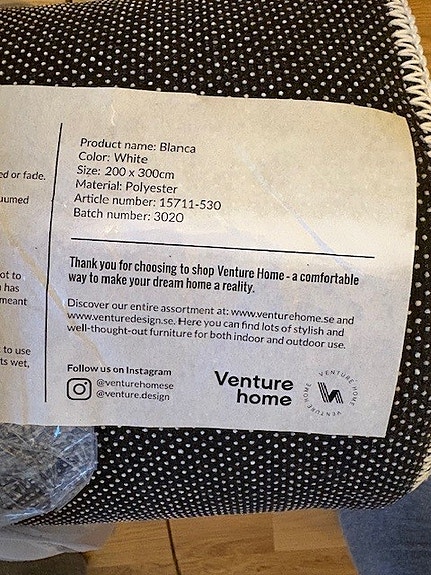 ed or fade.
uumed
ot to
has
meant
to use
ts wet,
Product name: Blanca
Color: White
Size: 200 x 300cm
Material: Polyester
Article number: 15711-530
Batch number: 3020
Thank you for choosing to shop Venture Home - a comfortable
way to make your dream home a reality.
Discover our entire assortment at: www.venturehome.se and
www.venturedesign.se. Here you can find lots of stylish and
well-thought-out furniture for both indoor and outdoor use.
Follow us on Instagram
@venturehomese
@venture.design
Venture
home
VENTURE HOME
VENTURE HOME